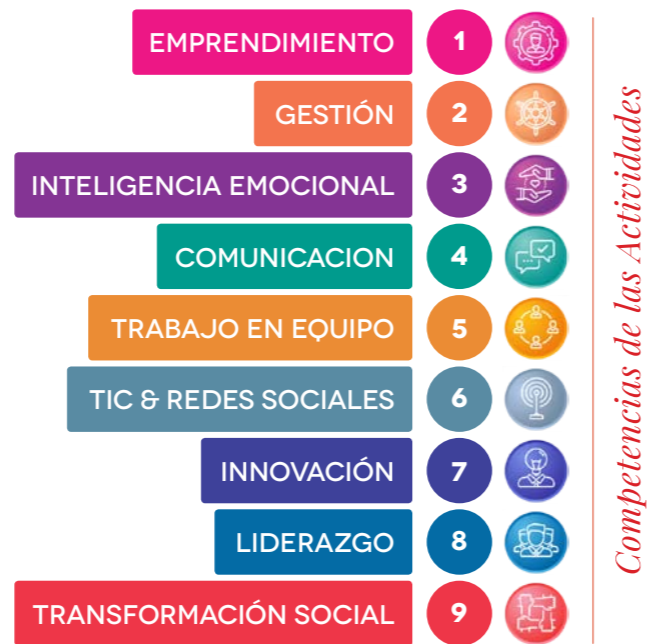 EMPRENDIMIENTO 1
GESTIÓN 2
INTELIGENCIA EMOCIONAL 3
COMUNICACION 4
TRABAJO EN EQUIPO 5
TIC & REDES SOCIALES 6
INNOVACIÓN 7
LIDERAZGO 8
TRANSFORMACIÓN SOCIAL 9
Competencias de las Actividades